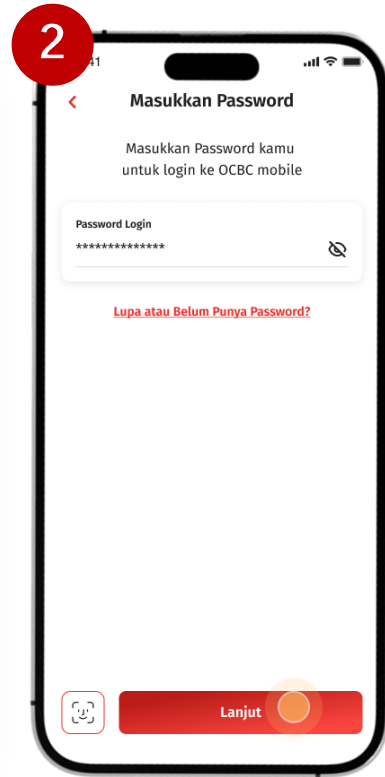 2
41
Masukkan Password
Masukkan Password kamu
untuk login ke OCBC mobile
Password Login
**************
Lupa atau Belum Punya Password?
Lanjut